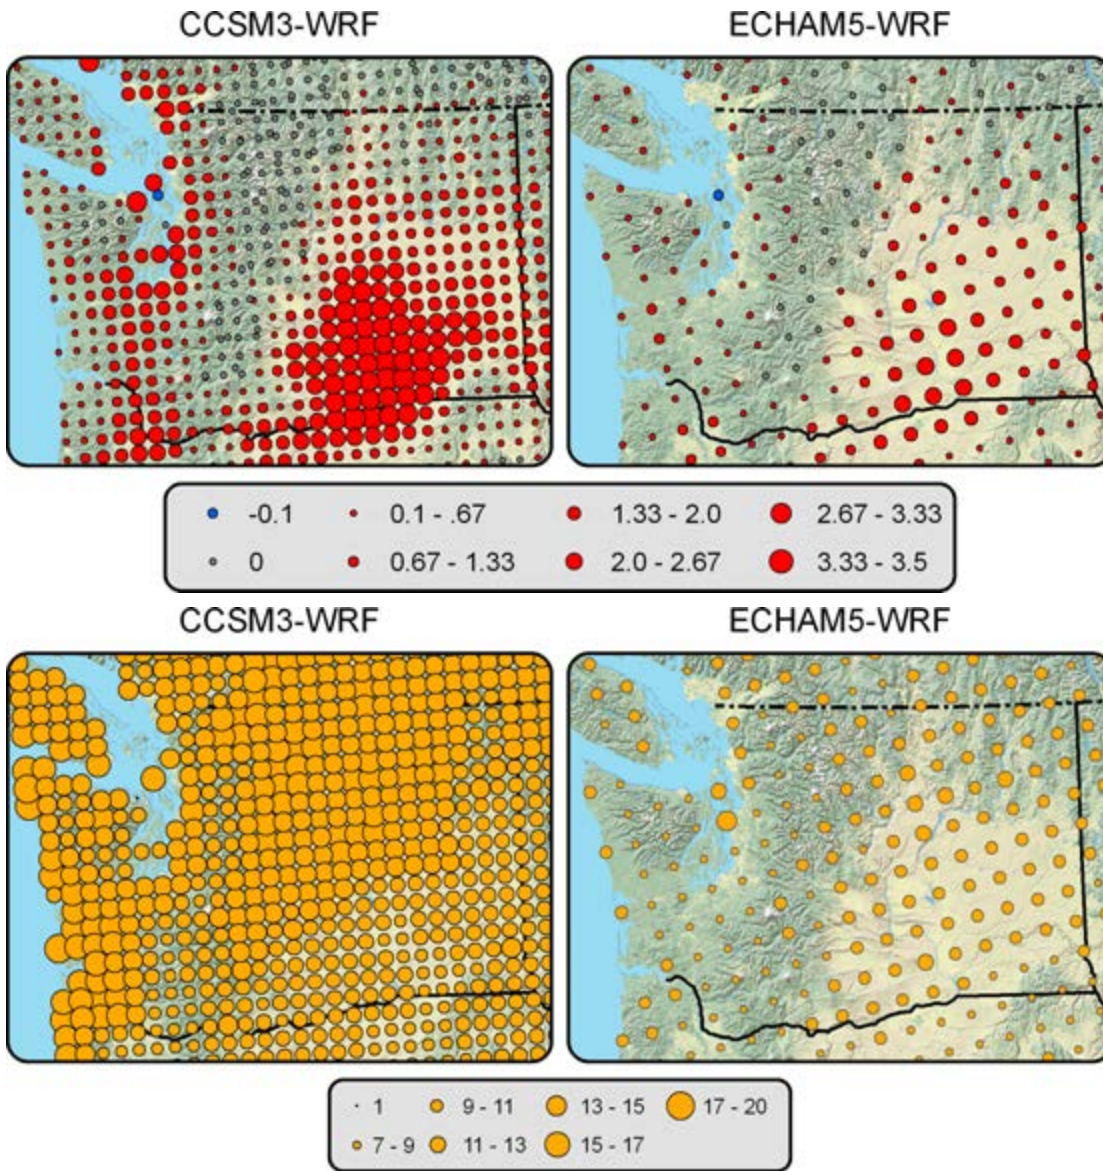 CCSM3-WRF ECHAM5-WRF
-0.1 0.1 - .67 1.33 - 2.0 2.67 - 3.33
0 0.67 - 1.33 2.0 - 2.67 3.33 - 3.5
CCSM3-WRF ECHAM5-WRF
1 9 - 11 13 - 15 17 - 20
7 - 9 11 - 13 15 - 17